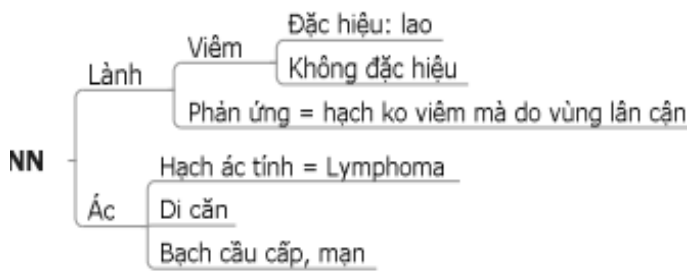 Đặc hiệu: lao
Viêm
Không đặc hiệu
Lành
Phản ứng = hạch ko viêm mà do vùng lân cận
NN
Hạch ác tính = Lymphoma
Ác
Di căn
Bạch cầu cấp, mạn